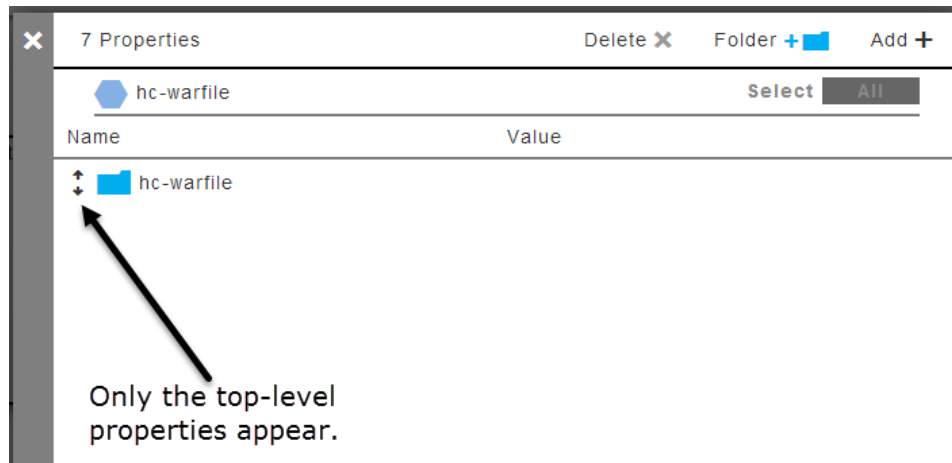 7 Properties Delete Folder Add
hc-warfile Select All
Name Value
hc-warfile
Only the top-level
properties appear.